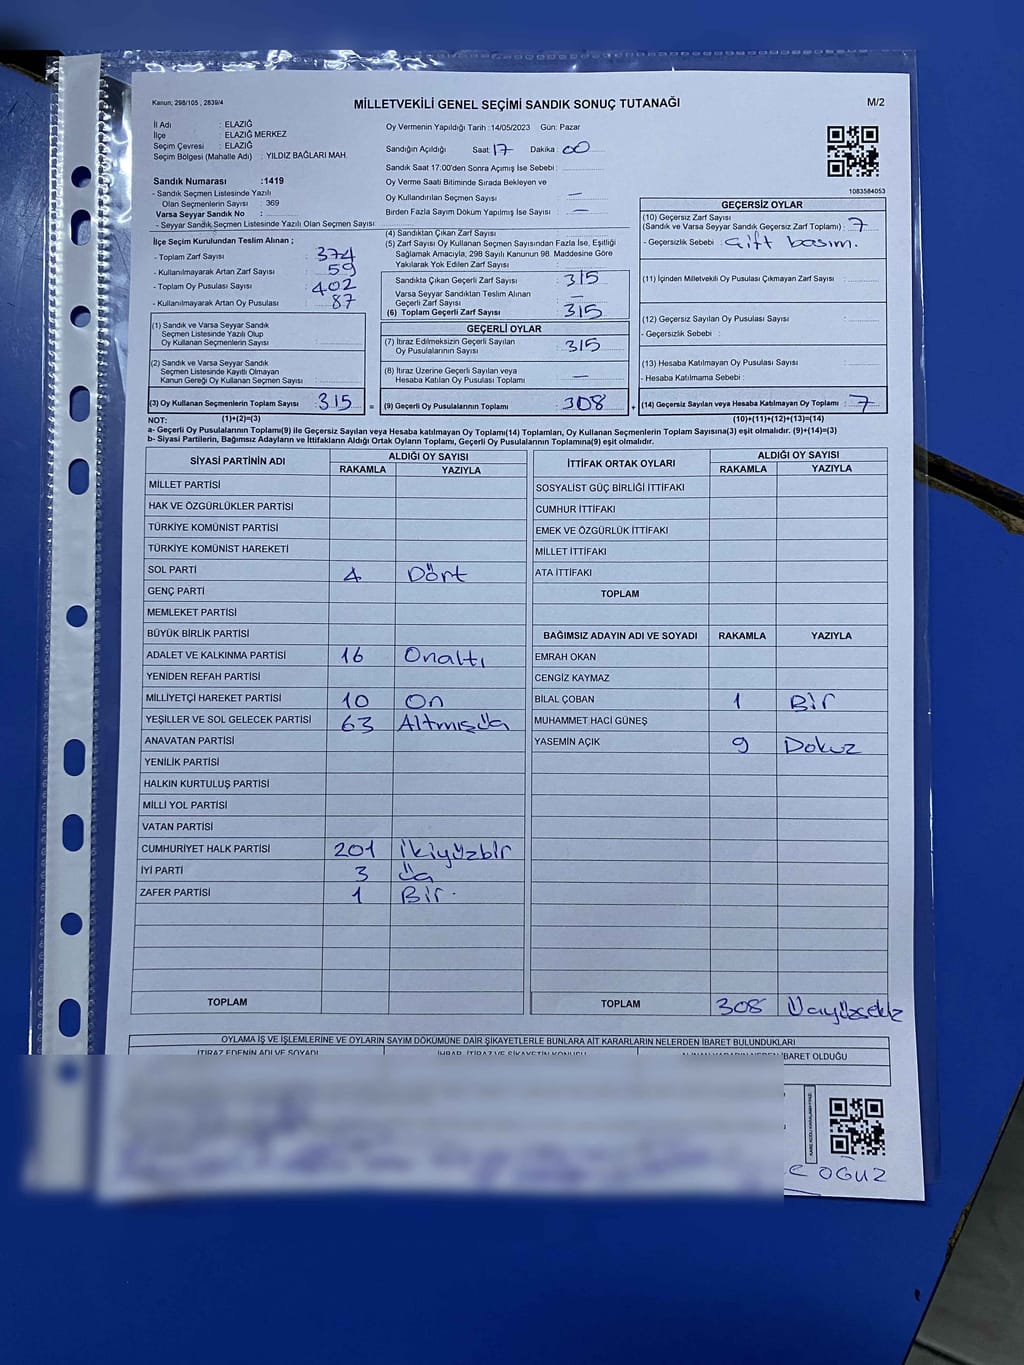 Kanun; 298/105 , 2839/4
MİLLETVEKİLİ GENEL SEÇİMİ SANDIK SONUÇ TUTANAĞI
M/2
İl Adı : ELAZIĞ
İlçe : ELAZIĞ MERKEZ
Seçim Çevresi : ELAZIĞ
Seçim Bölgesi (Mahalle Adı) : YILDIZ BAĞLARI MAH.
Sandık Numarası :1419
- Sandık Seçmen Listesinde Yazılı
Olan Seçmenlerin Sayısı : 369
Varsa Seyyar Sandık No :
- Seyyar Sandık Seçmen Listesinde Yazılı Olan Seçmen Sayısı :
İlçe Seçim Kurulundan Teslim Alınan ;
- Toplam Zarf Sayısı : 374
- Kullanılmayarak Artan Zarf Sayısı : 59
- Toplam Oy Pusulası Sayısı : 402
- Kullanılmayarak Artan Oy Pusulası : 87
(1) Sandık ve Varsa Seyyar Sandık
Seçmen Listesinde Yazılı Olup
Oy Kullanan Seçmenlerin Sayısı :
(2) Sandık ve Varsa Seyyar Sandık
Seçmen Listesinde Kayıtlı Olmayan
Kanun Gereği Oy Kullanan Seçmen Sayısı :
(3) Oy Kullanan Seçmenlerin Toplam Sayısı : 315 =
Oy Vermenin Yapıldığı Tarih :14/05/2023 Gün: Pazar
Sandığın Açıldığı Saat: 17 Dakika: 00
Sandık Saat 17:00'den Sonra Açımış İse Sebebi :
Oy Verme Saati Bitiminde Sırada Bekleyen ve
Oy Kullandırılan Seçmen Sayısı : —
Birden Fazla Sayım Döküm Yapılmış İse Sayısı : —
(4) Sandıktan Çıkan Zarf Sayısı :
(5) Zarf Sayısı Oy Kullanan Seçmen Sayısından Fazla İse, Eşitliği
Sağlamak Amacıyla, 298 Sayılı Kanunun 98. Maddesine Göre
Yakılarak Yok Edilen Zarf Sayısı :
Sandıkta Çıkan Geçerli Zarf Sayısı : 315
Varsa Seyyar Sandıktan Teslim Alınan
Geçerli Zarf Sayısı : —
(6) Toplam Geçerli Zarf Sayısı : 315
GEÇERLİ OYLAR
(7) İtiraz Edilmeksizin Geçerli Sayılan
Oy Pusulalarının Sayısı : 315
(8) İtiraz Üzerine Geçerli Sayılan veya
Hesaba Katılan Oy Pusulası Toplamı : —
(9) Geçerli Oy Pusulalarının Toplamı : 308 +
1083584053
GEÇERSİZ OYLAR
(10) Geçersiz Zarf Sayısı
(Sandık ve Varsa Seyyar Sandık Geçersiz Zarf Toplamı) : 7
- Geçersizlik Sebebi : Çift basım.
(11) İçinden Milletvekili Oy Pusulası Çıkmayan Zarf Sayısı :
(12) Geçersiz Sayılan Oy Pusulası Sayısı :
- Geçersizlik Sebebi :
(13) Hesaba Katılmayan Oy Pusulası Sayısı :
- Hesaba Katılmama Sebebi :
(14) Geçersiz Sayılan veya Hesaba Katılmayan Oy Toplamı : 7
NOT: (1)+(2)=(3) (10)+(11)+(12)+(13)=(14)
a- Geçerli Oy Pusulalarının Toplamı(9) ile Geçersiz Sayılan veya Hesaba katılmayan Oy Toplamı(14) Toplamları, Oy Kullanan Seçmenlerin Toplam Sayısına(3) eşit olmalıdır. (9)+(14)=(3)
b- Siyasi Partilerin, Bağımsız Adayların ve İttifakların Aldığı Ortak Oyların Toplamı, Geçerli Oy Pusulalarının Toplamına(9) eşit olmalıdır.
SİYASİ PARTİNİN ADI ALDIĞI OY SAYISI
RAKAMLA YAZIYLA
MİLLET PARTİSİ
HAK VE ÖZGÜRLÜKLER PARTİSİ
TÜRKİYE KOMÜNİST PARTİSİ
TÜRKİYE KOMÜNİST HAREKETİ
SOL PARTİ 4 Dört
GENÇ PARTİ
MEMLEKET PARTİSİ
BÜYÜK BİRLİK PARTİSİ
ADALET VE KALKINMA PARTİSİ 16 Onaltı
YENİDEN REFAH PARTİSİ
MİLLİYETÇİ HAREKET PARTİSİ 10 On
YEŞİLLER VE SOL GELECEK PARTİSİ 63 Altmışüç
ANAVATAN PARTİSİ
YENİLİK PARTİSİ
HALKIN KURTULUŞ PARTİSİ
MİLLİ YOL PARTİSİ
VATAN PARTİSİ
CUMHURİYET HALK PARTİSİ 201 ikiyüzbir
İYİ PARTİ 3 Üç
ZAFER PARTİSİ 1 Bir.
TOPLAM
İTTİFAK ORTAK OYLARI ALDIĞI OY SAYISI
RAKAMLA YAZIYLA
SOSYALİST GÜÇ BİRLİĞİ İTTİFAKI
CUMHUR İTTİFAKI
EMEK VE ÖZGÜRLÜK İTTİFAKI
MİLLET İTTİFAKI
ATA İTTİFAKI
TOPLAM
BAĞIMSIZ ADAYIN ADI VE SOYADI RAKAMLA YAZIYLA
EMRAH OKAN
CENGİZ KAYMAZ
BİLAL ÇOBAN 1 Bir
MUHAMMET HACİ GÜNEŞ
YASEMİN AÇIK 9 Dokuz
TOPLAM 308 Üçyüzsekiz
OYLAMA İŞ VE İŞLEMLERİNE VE OYLARIN SAYIM DÖKÜMÜNE DAİR ŞİKAYETLERLE BUNLARA AİT KARARLARIN NELERDEN İBARET BULUNDUKLARI
İTİRAZ EDENİN ADI VE SOYADI İHBAR, İTİRAZ VE ŞİKAYETİN KONUSU ALINAN KARARIN NEDEN İBARET OLDUĞU
OĞUZ